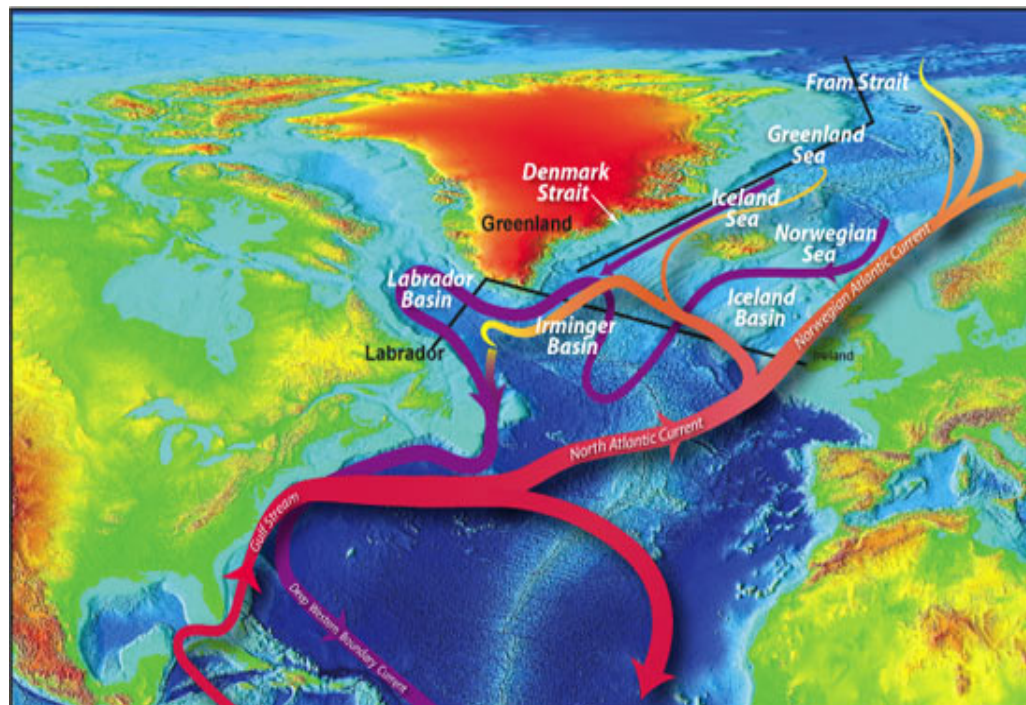 Fram Strait
Greenland
Sea
Denmark
Strait
Iceland
Sea
Greenland
Norwegian
Sea
Labrador
Basin
Iceland
Basin
Irminger
Basin
Labrador
Ireland
Norwegian Atlantic Current
North Atlantic Current
Gulf Stream
Deep Western Boundary Current